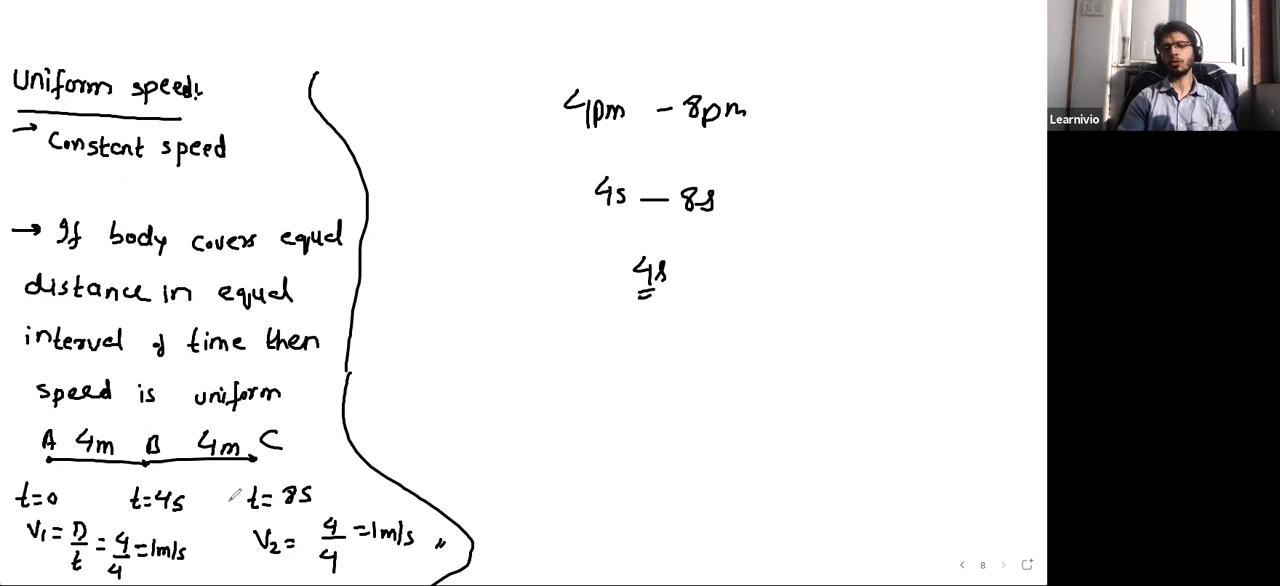 Uniform speed:
→ Constant speed
→ If body covers equal
distance in equal
interval of time then
speed is uniform
A 4m B 4m C
t=0 t=4s t=8s
V₁ = D/t = 4/4 = 1m/s V₂ = 4/4 = 1m/s "
4pm - 8pm
4s — 8s
4s
Learnivio
< 8 >